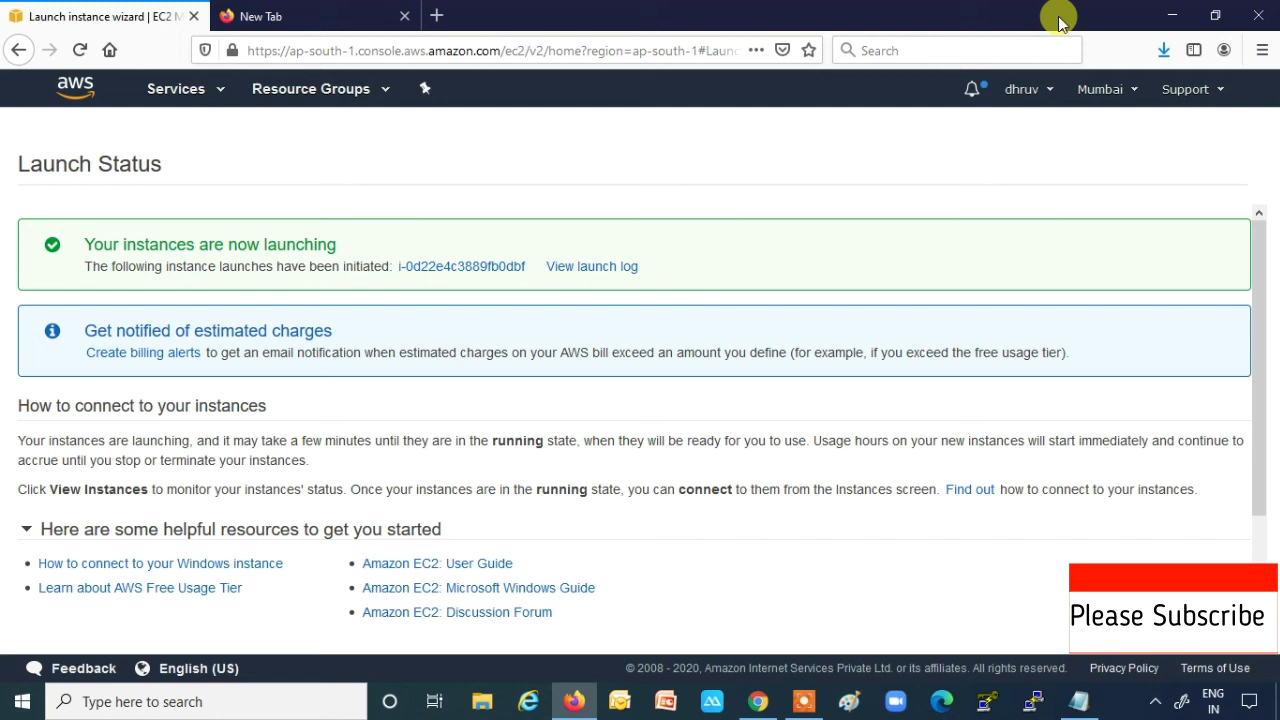 Launch instance wizard | EC2 M
New Tab
https://ap-south-1.console.aws.amazon.com/ec2/v2/home?region=ap-south-1#Launc
Search
aws
Services
Resource Groups
dhruv
Mumbai
Support
Launch Status
Your instances are now launching
The following instance launches have been initiated: i-0d22e4c3889fb0dbf View launch log
Get notified of estimated charges
Create billing alerts to get an email notification when estimated charges on your AWS bill exceed an amount you define (for example, if you exceed the free usage tier).
How to connect to your instances
Your instances are launching, and it may take a few minutes until they are in the running state, when they will be ready for you to use. Usage hours on your new instances will start immediately and continue to
accrue until you stop or terminate your instances.
Click View Instances to monitor your instances' status. Once your instances are in the running state, you can connect to them from the Instances screen. Find out how to connect to your instances.
Here are some helpful resources to get you started
• How to connect to your Windows instance
• Amazon EC2: User Guide
• Learn about AWS Free Usage Tier
• Amazon EC2: Microsoft Windows Guide
• Amazon EC2: Discussion Forum
Please Subscribe
Feedback
English (US)
© 2008 - 2020, Amazon Internet Services Private Ltd. or its affiliates. All rights reserved.
Privacy Policy
Terms of Use
Type here to search
ENG
IN